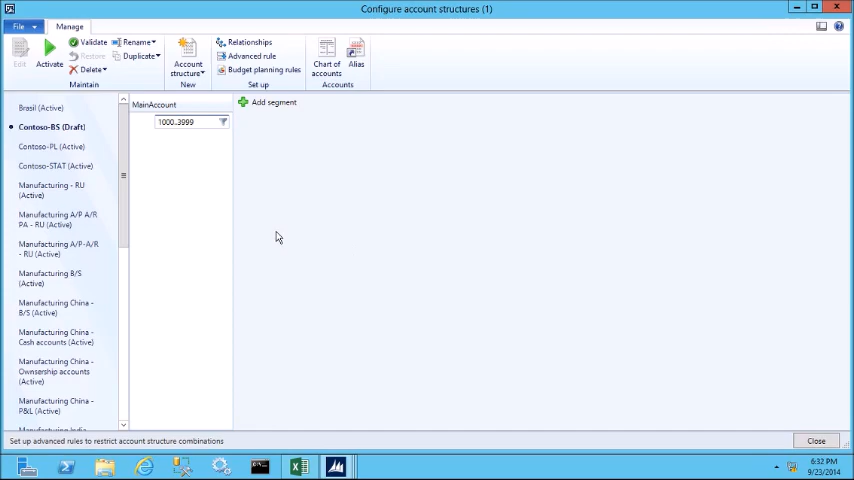 Configure account structures (1)
File
Manage
Edit
Activate
Validate
Restore
Delete
Rename
Duplicate
Maintain
Account
structure
New
Relationships
Advanced rule
Budget planning rules
Set up
Chart of
accounts
Alias
Accounts
Brasil (Active)
Contoso-BS (Draft)
Contoso-PL (Active)
Contoso-STAT (Active)
Manufacturing - RU
(Active)
Manufacturing A/P A/R
PA - RU (Active)
Manufacturing A/P-A/R
- RU (Active)
Manufacturing B/S
(Active)
Manufacturing China -
B/S (Active)
Manufacturing China -
Cash accounts (Active)
Manufacturing China -
Ownsership accounts
(Active)
Manufacturing China -
P&L (Active)
Manufacturing India
MainAccount
1000..3999
Add segment
Set up advanced rules to restrict account structure combinations
Close
6:32 PM
9/23/2014